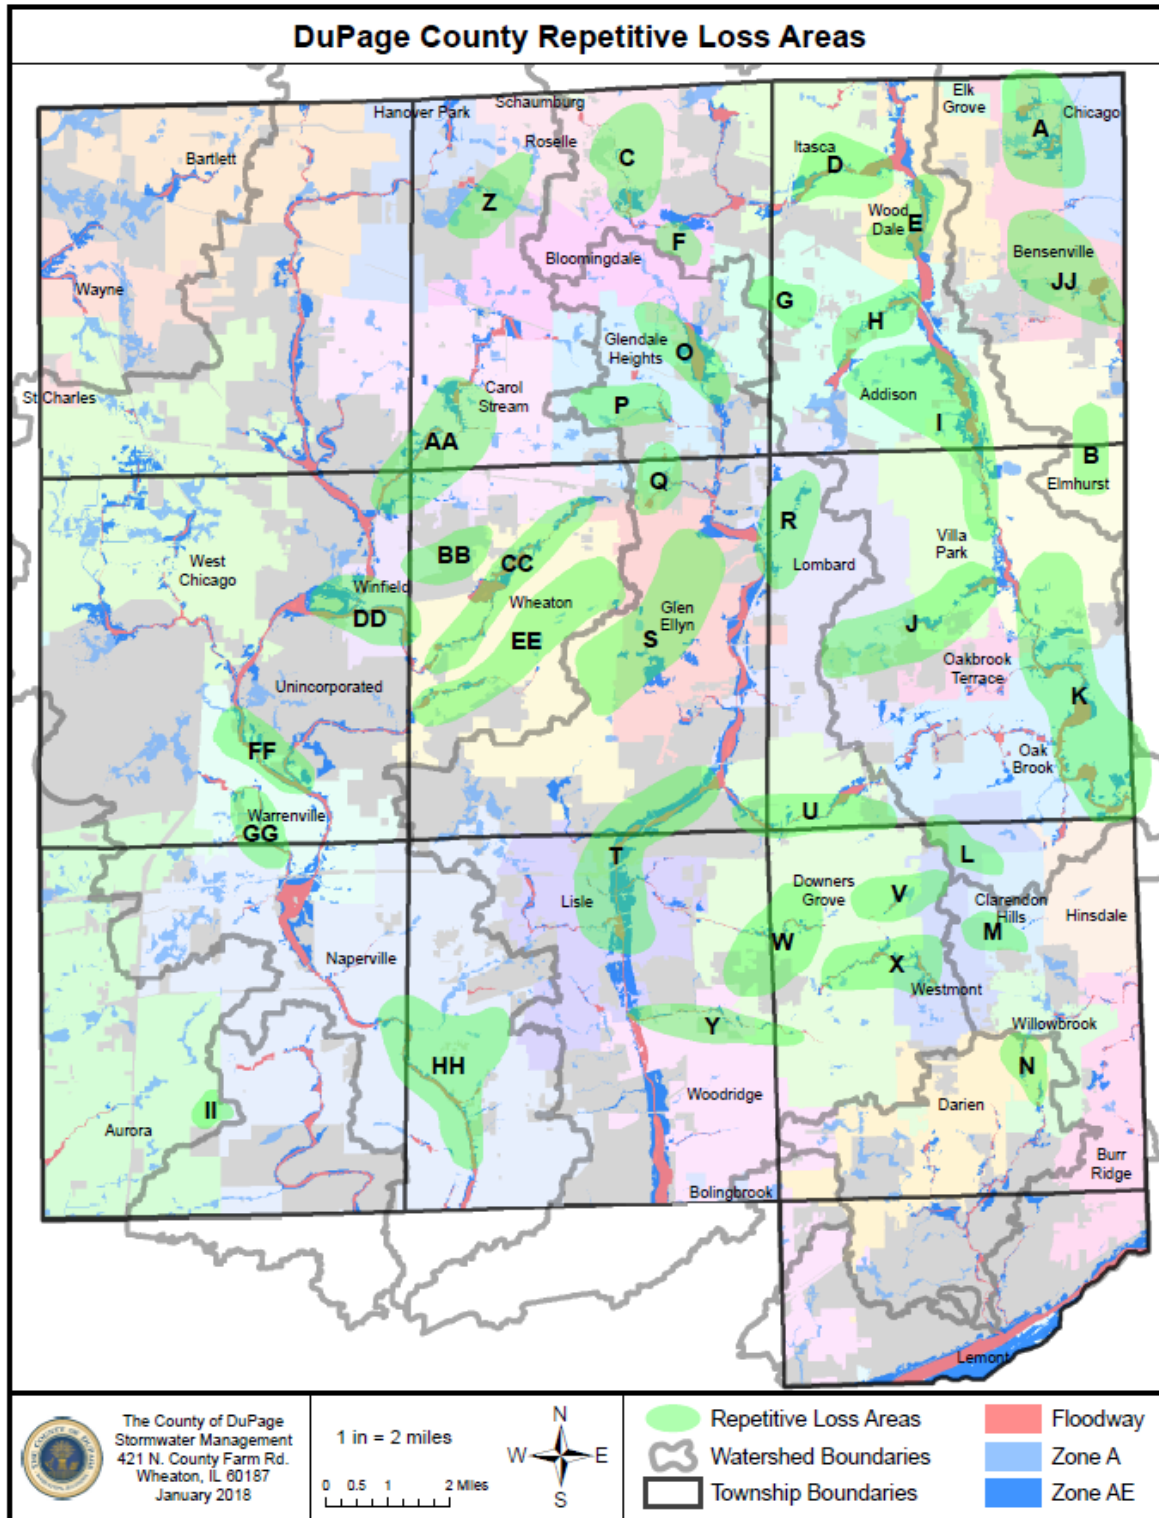 DuPage County Repetitive Loss Areas
Elk
Grove
Chicago
A
Schaumburg
Hanover Park
Roselle
Itasca
Bartlett
C
D
Z
Wood
Dale
E
F
Bensenville
JJ
Bloomingdale
Wayne
G
H
Glendale
Heights
O
St Charles
Carol
Stream
Addison
P
I
AA
B
Elmhurst
Q
R
Villa
Park
West
Chicago
BB
CC
Lombard
Winfield
DD
Wheaton
Glen
Ellyn
EE
S
J
Oakbrook
Terrace
Unincorporated
K
FF
Oak
Brook
Warrenville
GG
U
T
L
Lisle
Downers
Grove
V
Clarendon
Hills
Hinsdale
M
W
Naperville
X
Westmont
Y
Willowbrook
HH
N
Woodridge
Darien
II
Aurora
Burr
Ridge
Bolingbrook
Lemont
THE COUNTY OF DUPAGE
The County of DuPage
Stormwater Management
421 N. County Farm Rd.
Wheaton, IL 60187
January 2018
1 in = 2 miles
0 0.5 1 2 Miles
N
W E
S
Repetitive Loss Areas
Watershed Boundaries
Township Boundaries
Floodway
Zone A
Zone AE